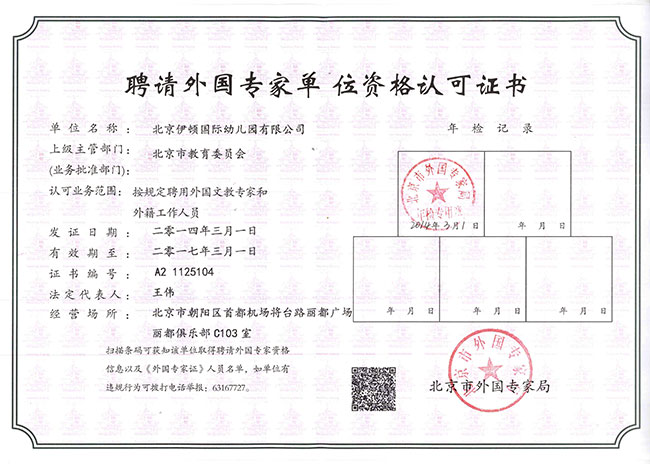 聘请外国专家单位资格认可证书
单位名称： 北京伊顿国际幼儿园有限公司
上级主管部门： 北京市教育委员会
(业务批准部门)：
认可业务范围： 按规定聘用外国文教专家和
外籍工作人员
发证日期： 二〇一四年三月一日
有效期至： 二〇一七年三月一日
证书编号： A2 1125104
法定代表人： 王伟
经营场所： 北京市朝阳区首都机场将台路丽都广场
丽都俱乐部C103室
扫描条码可获知该单位取得聘请外国专家资格
信息以及《外国专家证》人员名单，如单位有
违规行为可拨打电话举报：63167727。
年检记录
北京市外国专家局
年检专用章
2014年3月1日
年 月 日
年 月 日
年 月 日
年 月 日
北京市外国专家局
北京市外国专家局